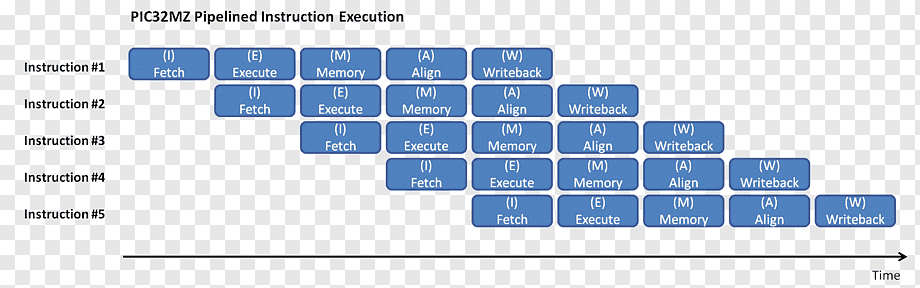 PIC32MZ Pipelined Instruction Execution
Instruction #1
(I) (E) (M) (A) (W)
Fetch Execute Memory Align Writeback
Instruction #2
(I) (E) (M) (A) (W)
Fetch Execute Memory Align Writeback
Instruction #3
(I) (E) (M) (A) (W)
Fetch Execute Memory Align Writeback
Instruction #4
(I) (E) (M) (A) (W)
Fetch Execute Memory Align Writeback
Instruction #5
(I) (E) (M) (A) (W)
Fetch Execute Memory Align Writeback
Time